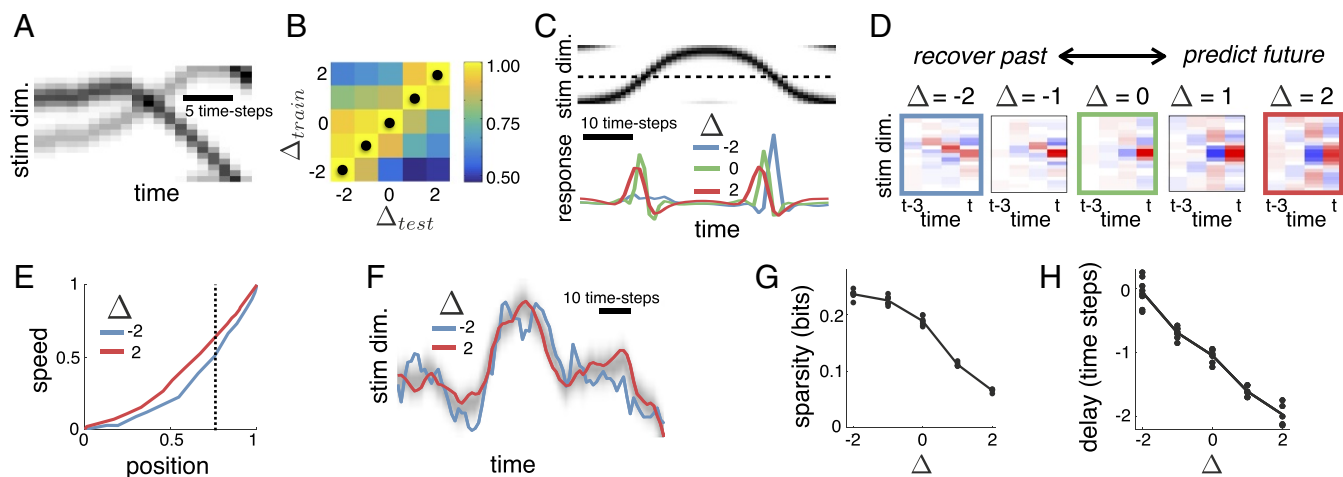 A
stim dim.
5 time-steps
time
B
Δtrain
2
0
-2
-2 0 2
Δtest
1.00
0.75
0.50
C
stim dim.
10 time-steps
Δ
-2
0
2
response
time
D
recover past predict future
Δ = -2 Δ = -1 Δ = 0 Δ = 1 Δ = 2
stim dim.
t-3 t t-3 t t-3 t t-3 t t-3 t
time time time time time
E
Δ
-2
2
speed
1
0.5
0
0 0.5 1
position
F
Δ
-2
2
10 time-steps
stim dim.
time
G
sparsity (bits)
0.2
0.1
0
-2 0 2
Δ
H
delay (time steps)
0
-1
-2
-2 0 2
Δ